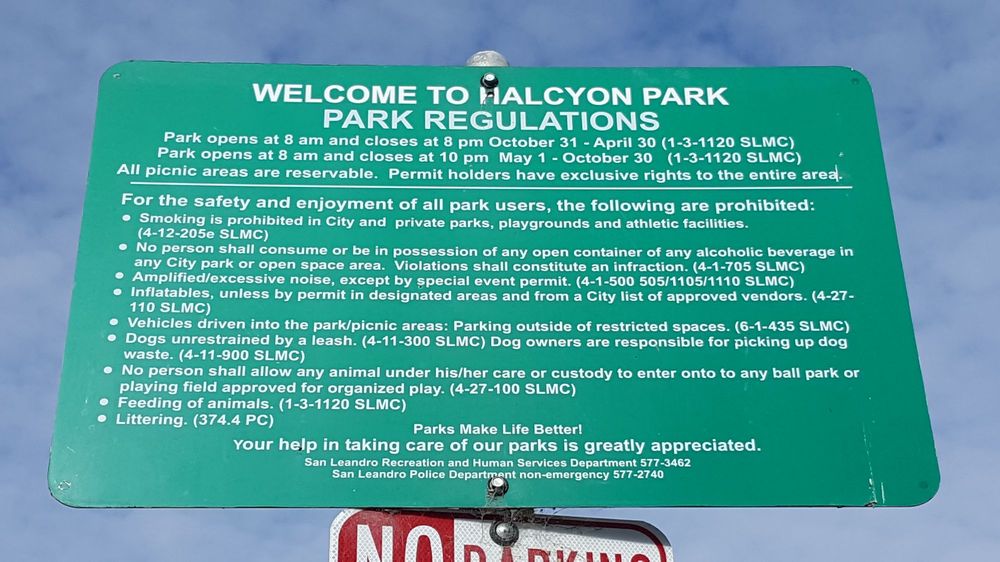 WELCOME TO HALCYON PARK
PARK REGULATIONS
Park opens at 8 am and closes at 8 pm October 31 - April 30 (1-3-1120 SLMC)
Park opens at 8 am and closes at 10 pm May 1 - October 30 (1-3-1120 SLMC)
All picnic areas are reservable. Permit holders have exclusive rights to the entire area.
For the safety and enjoyment of all park users, the following are prohibited:
• Smoking is prohibited in City and private parks, playgrounds and athletic facilities.
(4-12-205e SLMC)
• No person shall consume or be in possession of any open container of any alcoholic beverage in
any City park or open space area. Violations shall constitute an infraction. (4-1-705 SLMC)
• Amplified/excessive noise, except by special event permit. (4-1-500 505/1105/1110 SLMC)
• Inflatables, unless by permit in designated areas and from a City list of approved vendors. (4-27-
110 SLMC)
• Vehicles driven into the park/picnic areas: Parking outside of restricted spaces. (6-1-435 SLMC)
• Dogs unrestrained by a leash. (4-11-300 SLMC) Dog owners are responsible for picking up dog
waste. (4-11-900 SLMC)
• No person shall allow any animal under his/her care or custody to enter onto to any ball park or
playing field approved for organized play. (4-27-100 SLMC)
• Feeding of animals. (1-3-1120 SLMC)
• Littering. (374.4 PC)
Parks Make Life Better!
Your help in taking care of our parks is greatly appreciated.
San Leandro Recreation and Human Services Department 577-3462
San Leandro Police Department non-emergency 577-2740
NO PARKING